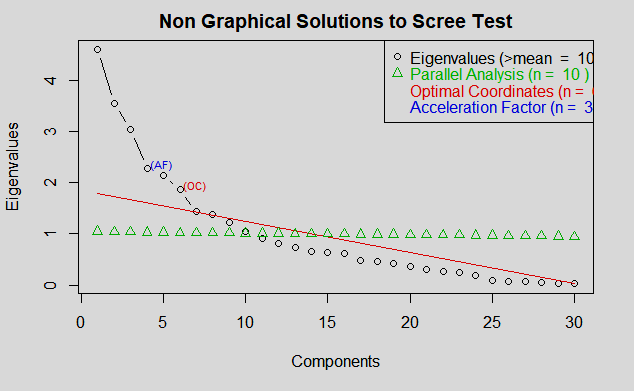 Non Graphical Solutions to Scree Test
Eigenvalues (>mean = 10
Parallel Analysis (n = 10 )
Optimal Coordinates (n =
Acceleration Factor (n = 3
(AF)
(OC)
Eigenvalues
4
3
2
1
0
0 5 10 15 20 25 30
Components